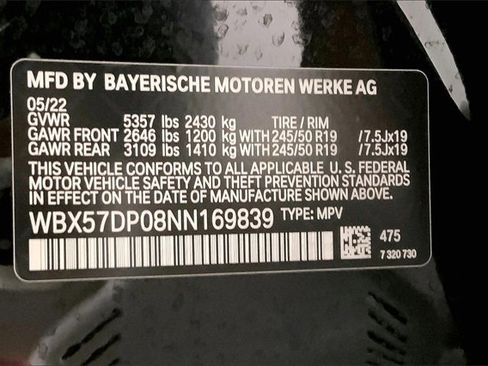 MFD BY BAYERISCHE MOTOREN WERKE AG
05/22
GVWR 5357 lbs 2430 kg TIRE / RIM
GAWR FRONT 2646 lbs 1200 kg WITH 245/50 R19 /7.5Jx19
GAWR REAR 3109 lbs 1410 kg WITH 245/50 R19 /7.5Jx19
THIS VEHICLE CONFORMS TO ALL APPLICABLE U. S. FEDERAL
MOTOR VEHICLE SAFETY AND THEFT PREVENTION STANDARDS
IN EFFECT ON THE DATE OF MANUFACTURE SHOWN ABOVE.
WBX57DP08NN169839 TYPE: MPV
475
7 320 730